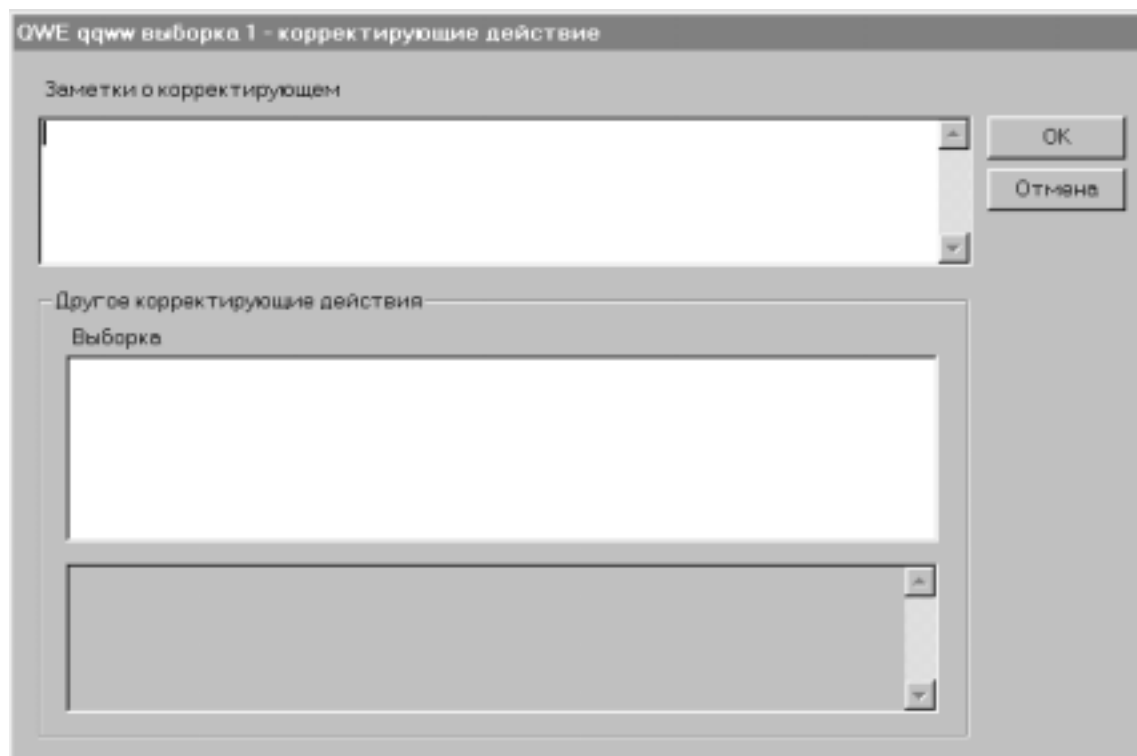 QWE qqww выборка 1 - корректирующие действие
Заметки о корректирующем
OK
Отмена
Другое корректирующие действия
Выборка